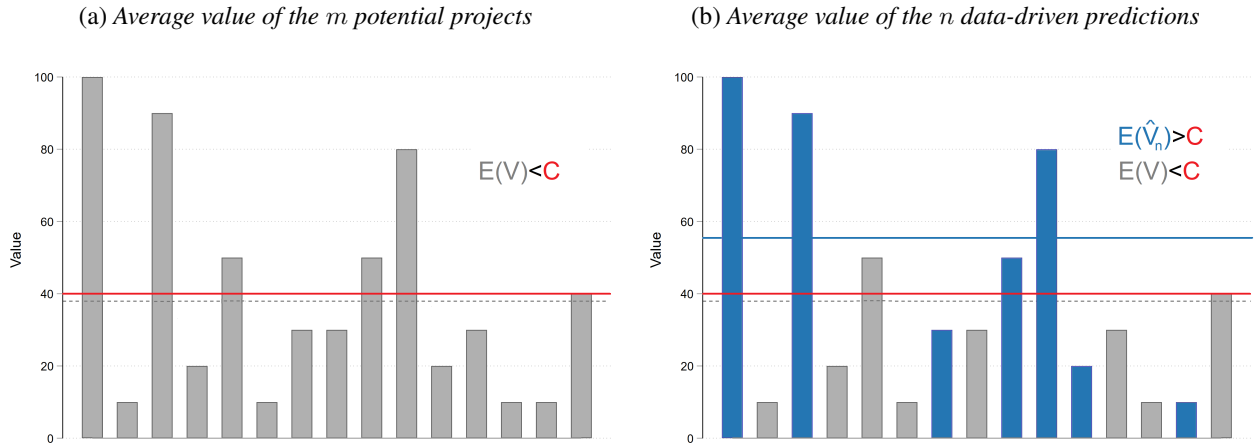 (a) Average value of the m potential projects
100
80
60
40
20
0
Value
E(V)<C
(b) Average value of the n data-driven predictions
100
80
60
40
20
0
Value
E(V̂ₙ)>C
E(V)<C